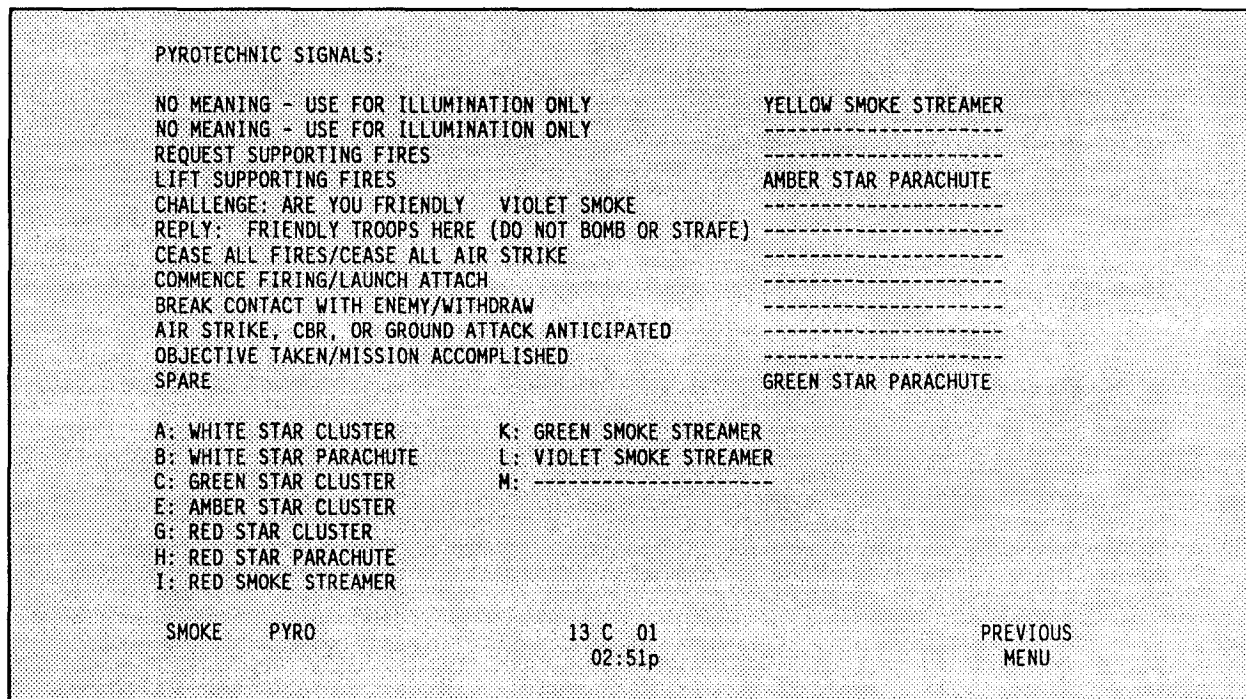 PYROTECHNIC SIGNALS:
NO MEANING - USE FOR ILLUMINATION ONLY YELLOW SMOKE STREAMER
NO MEANING - USE FOR ILLUMINATION ONLY ---------------------
REQUEST SUPPORTING FIRES ---------------------
LIFT SUPPORTING FIRES AMBER STAR PARACHUTE
CHALLENGE: ARE YOU FRIENDLY VIOLET SMOKE ---------------------
REPLY: FRIENDLY TROOPS HERE (DO NOT BOMB OR STRAFE) ---------------------
CEASE ALL FIRES/CEASE ALL AIR STRIKE ---------------------
COMMENCE FIRING/LAUNCH ATTACH ---------------------
BREAK CONTACT WITH ENEMY/WITHDRAW ---------------------
AIR STRIKE, CBR, OR GROUND ATTACK ANTICIPATED ---------------------
OBJECTIVE TAKEN/MISSION ACCOMPLISHED ---------------------
SPARE GREEN STAR PARACHUTE
A: WHITE STAR CLUSTER K: GREEN SMOKE STREAMER
B: WHITE STAR PARACHUTE L: VIOLET SMOKE STREAMER
C: GREEN STAR CLUSTER M: ---------------------
E: AMBER STAR CLUSTER
G: RED STAR CLUSTER
H: RED STAR PARACHUTE
I: RED SMOKE STREAMER
SMOKE PYRO 13 C 01 PREVIOUS
02:51p MENU